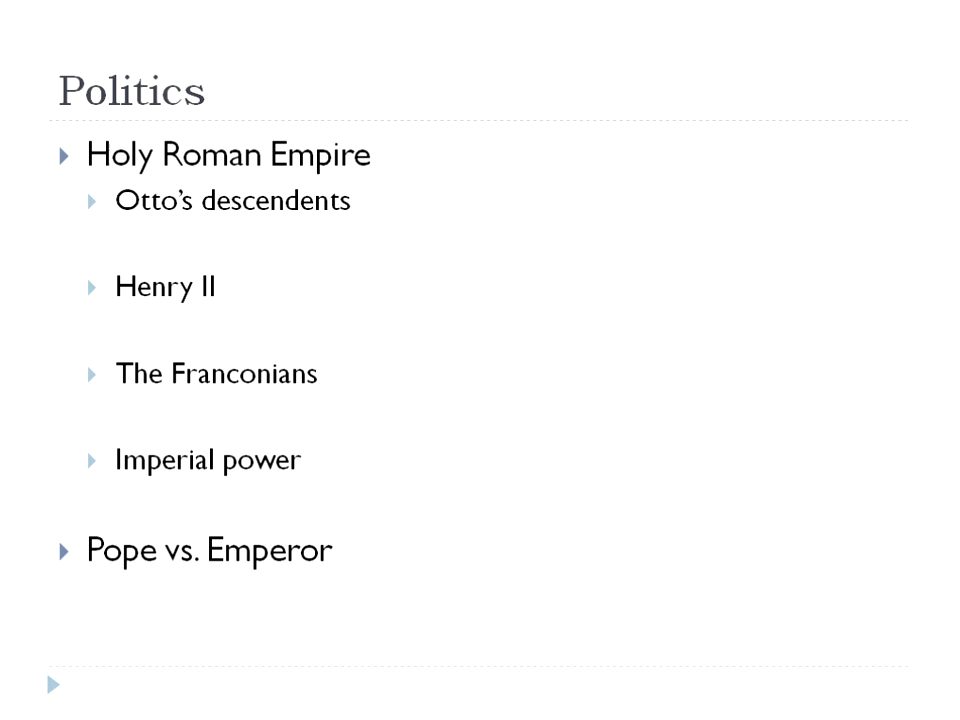 Politics
Holy Roman Empire
Otto’s descendents
Henry II
The Franconians
Imperial power
Pope vs. Emperor